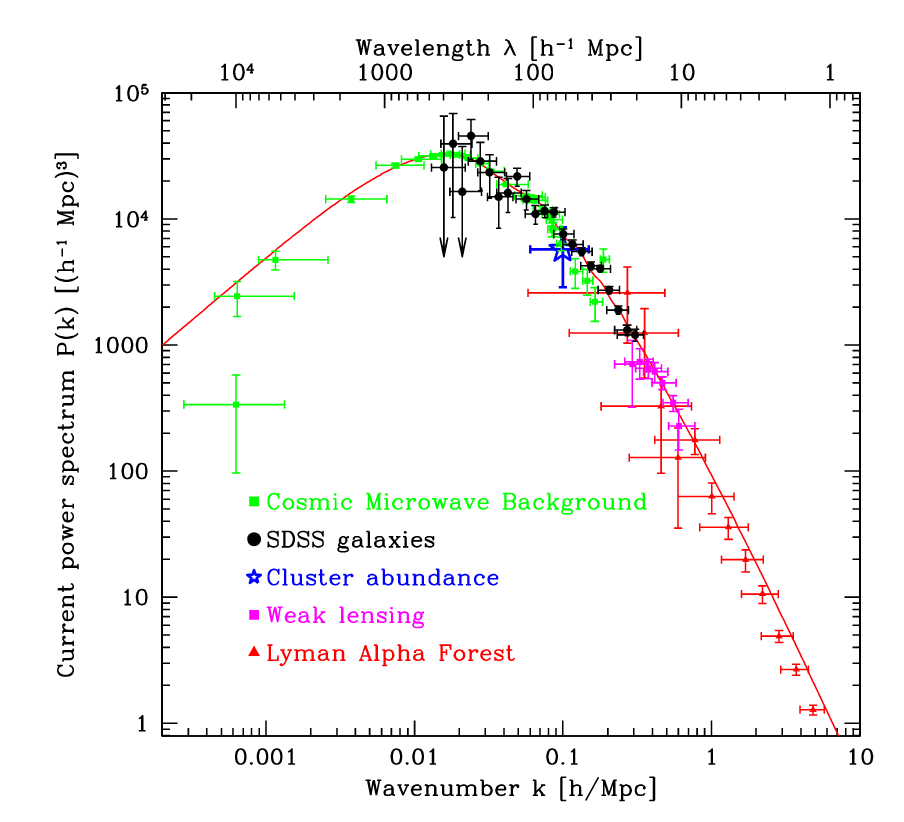 Wavelength λ [h⁻¹ Mpc]
10⁴ 1000 100 10 1
Current power spectrum P(k) [(h⁻¹ Mpc)³]
10⁵
10⁴
1000
100
10
1
Cosmic Microwave Background
SDSS galaxies
Cluster abundance
Weak lensing
Lyman Alpha Forest
0.001 0.01 0.1 1 10
Wavenumber k [h/Mpc]